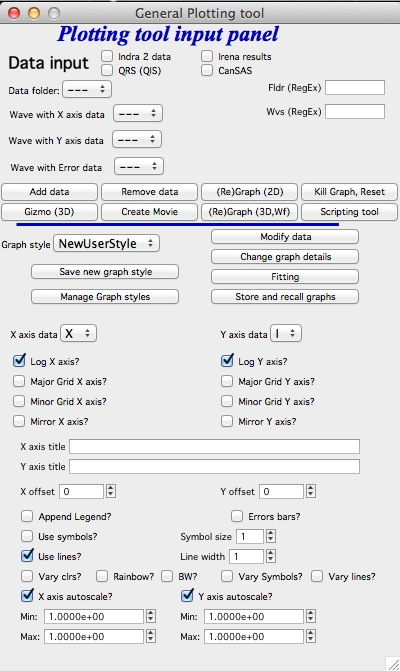 General Plotting tool
Plotting tool input panel
Data input
Indra 2 data
Irena results
QRS (QIS)
CanSAS
Data folder: ---
Fldr (RegEx)
Wave with X axis data ---
Wvs (RegEx)
Wave with Y axis data ---
Wave with Error data ---
Add data Remove data (Re)Graph (2D) Kill Graph, Reset
Gizmo (3D) Create Movie (Re)Graph (3D,Wf) Scripting tool
Graph style NewUserStyle
Modify data
Change graph details
Save new graph style
Fitting
Manage Graph styles
Store and recall graphs
X axis data X
Y axis data I
Log X axis? Log Y axis?
Major Grid X axis? Major Grid Y axis?
Minor Grid X axis? Minor Grid Y axis?
Mirror X axis? Mirror Y axis?
X axis title
Y axis title
X offset 0 Y offset 0
Append Legend? Errors bars?
Use symbols? Symbol size 1
Use lines? Line width 1
Vary clrs? Rainbow? BW? Vary Symbols? Vary lines?
X axis autoscale? Y axis autoscale?
Min: 1.0000e+00 Min: 1.0000e+00
Max: 1.0000e+00 Max: 1.0000e+00